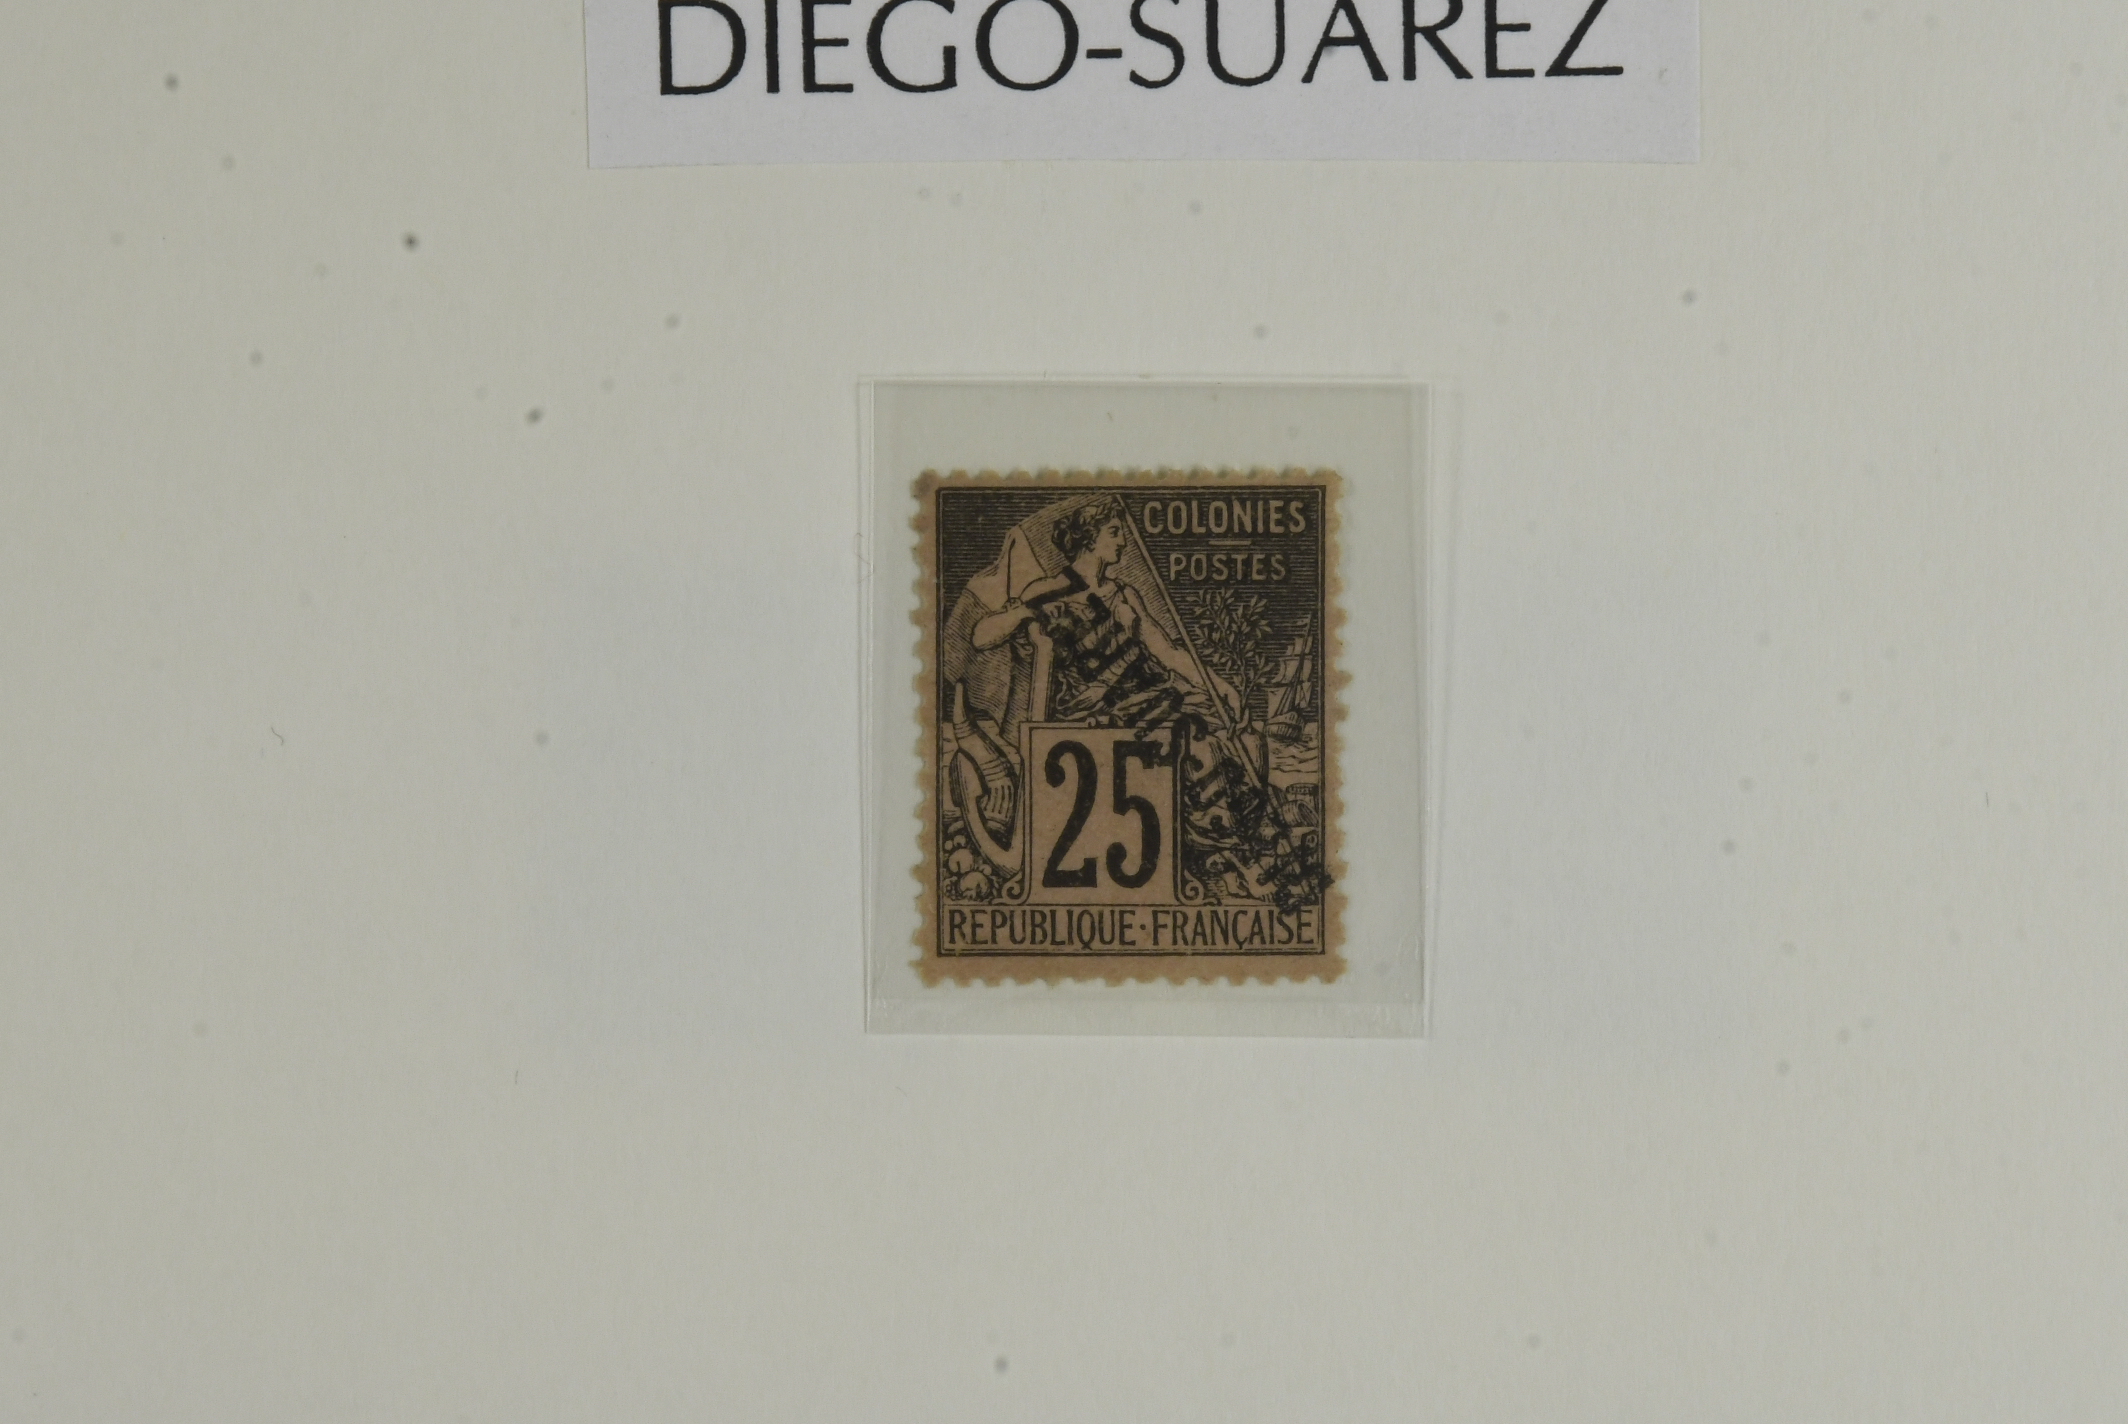 DIEGO-SUAREZ
COLONIES
POSTES
25
REPUBLIQUE·FRANÇAISE